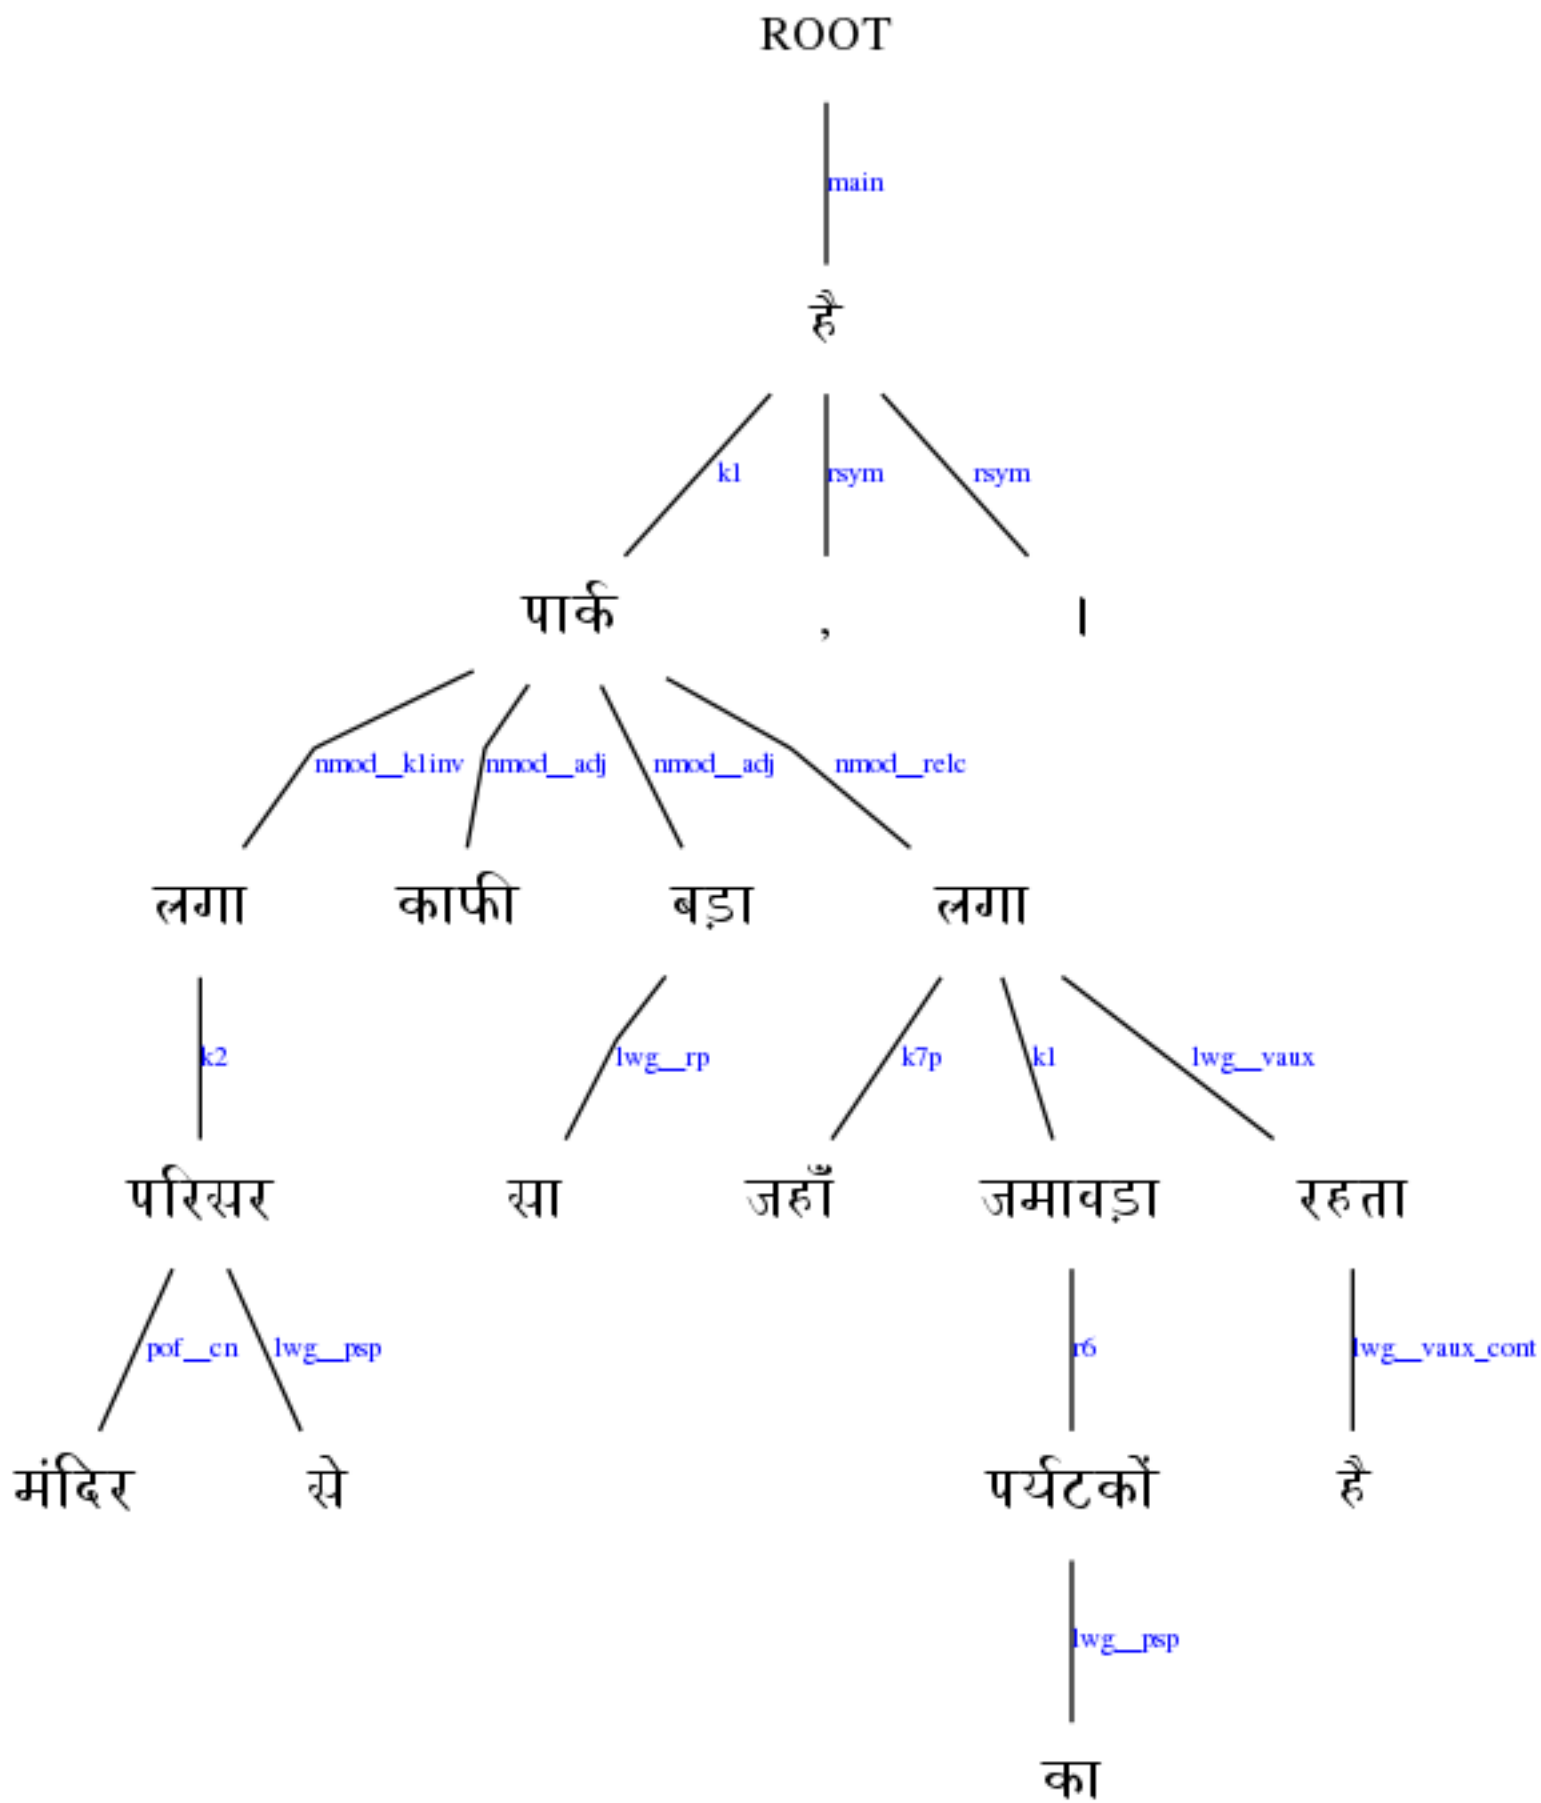 ROOT
main
है
k1 rsym rsym
पार्क , ।
nmod__k1inv nmod__adj nmod__adj nmod__relc
लगा काफी बड़ा लगा
k2 lwg__rp k7p k1 lwg__vaux
परिसर सा जहाँ जमावड़ा रहता
pof__cn lwg__psp r6 lwg__vaux_cont
मंदिर से पर्यटकों है
lwg__psp
का